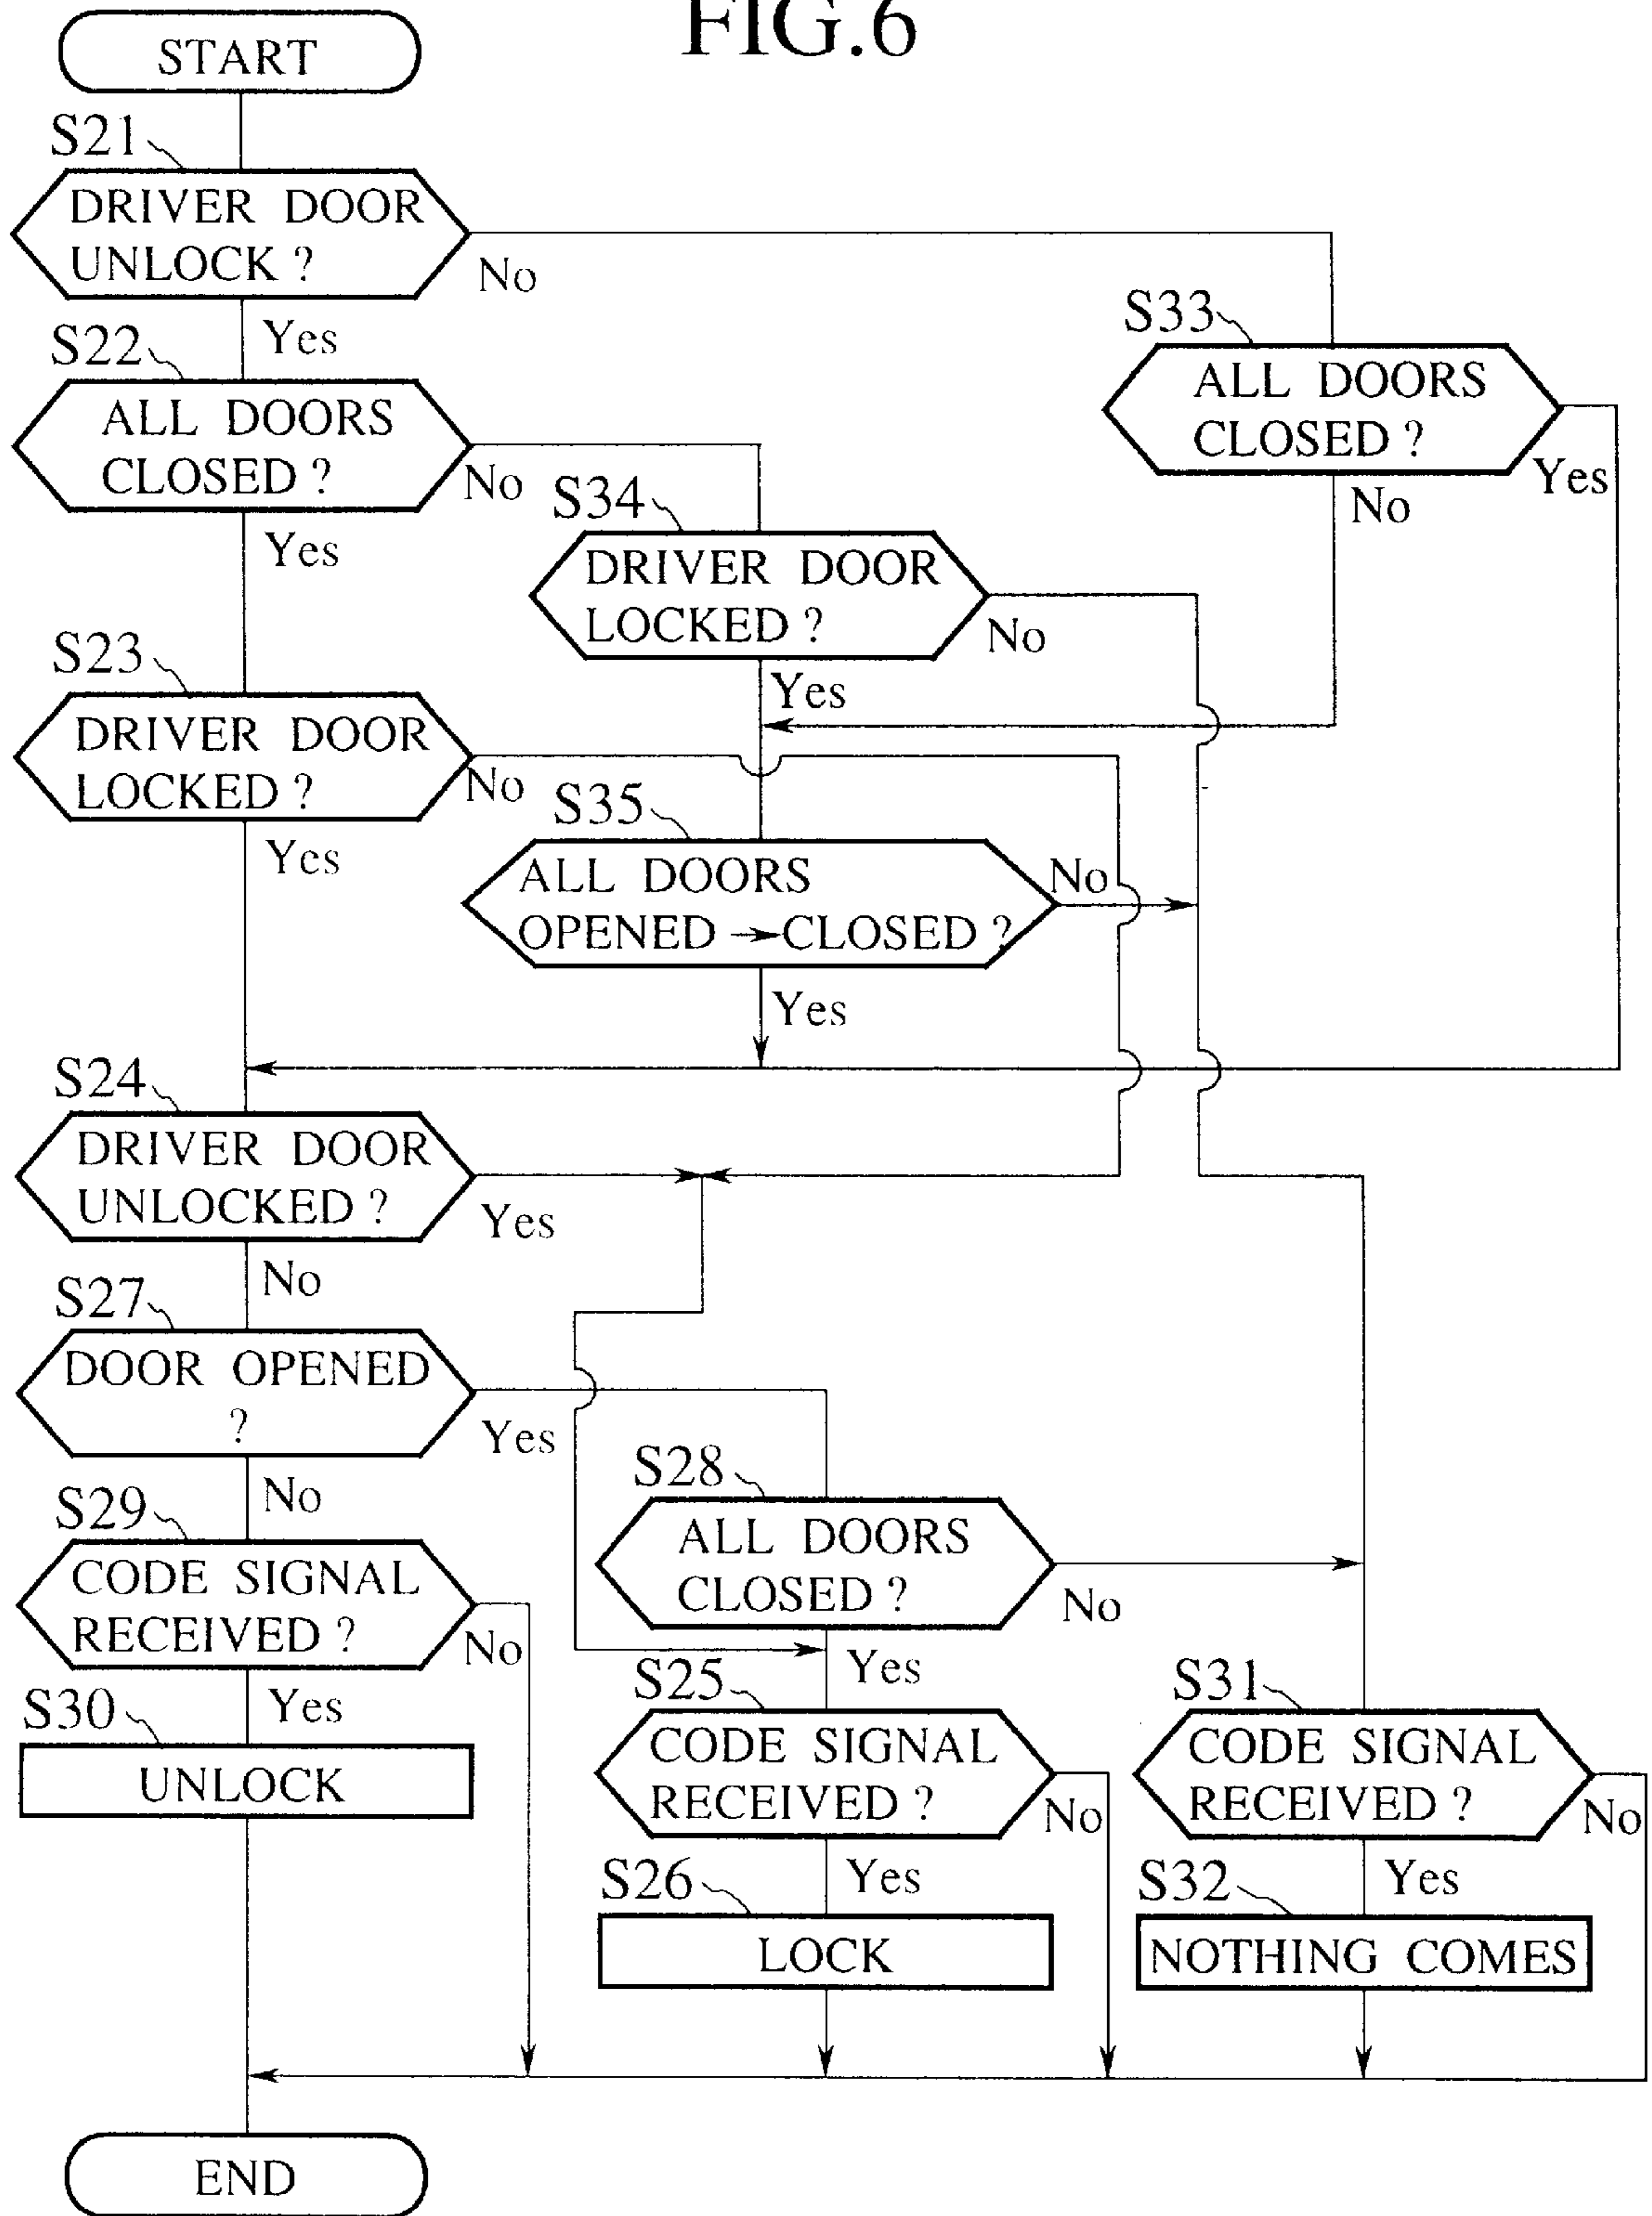 FIG.6
START
S21
DRIVER DOOR
UNLOCK ?
No
Yes
S33
ALL DOORS
CLOSED ?
Yes
No
S22
ALL DOORS
CLOSED ?
No
Yes
S34
DRIVER DOOR
LOCKED ?
No
Yes
S23
DRIVER DOOR
LOCKED ?
No
Yes
S35
ALL DOORS
OPENED → CLOSED ?
No
Yes
S24
DRIVER DOOR
UNLOCKED ?
Yes
No
S27
DOOR OPENED
?
Yes
No
S28
ALL DOORS
CLOSED ?
No
Yes
S29
CODE SIGNAL
RECEIVED ?
No
Yes
S30
UNLOCK
S25
CODE SIGNAL
RECEIVED ?
No
Yes
S26
LOCK
S31
CODE SIGNAL
RECEIVED ?
No
Yes
S32
NOTHING COMES
END